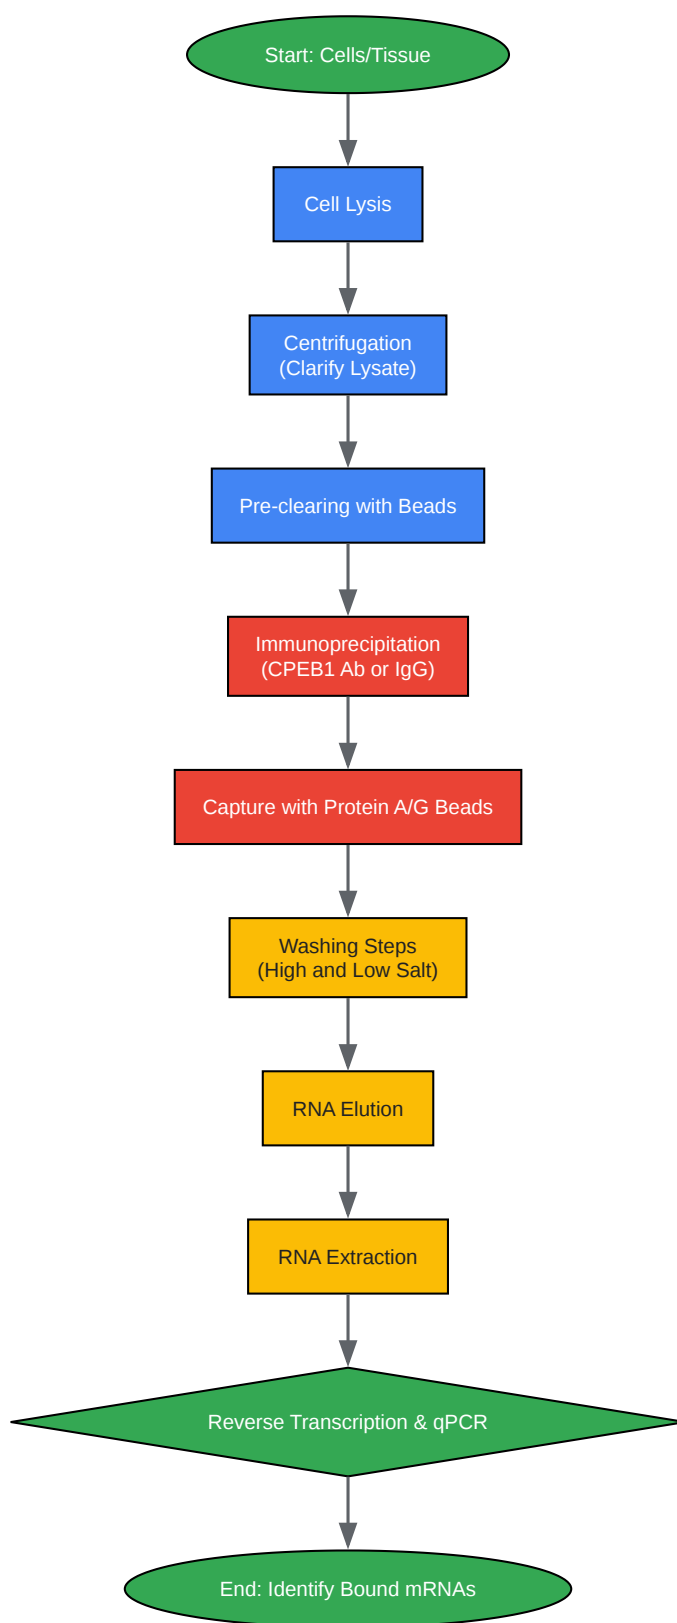 Start: Cells/Tissue
Cell Lysis
Centrifugation
(Clarify Lysate)
Pre-clearing with Beads
Immunoprecipitation
(CPEB1 Ab or IgG)
Capture with Protein A/G Beads
Washing Steps
(High and Low Salt)
RNA Elution
RNA Extraction
Reverse Transcription & qPCR
End: Identify Bound mRNAs